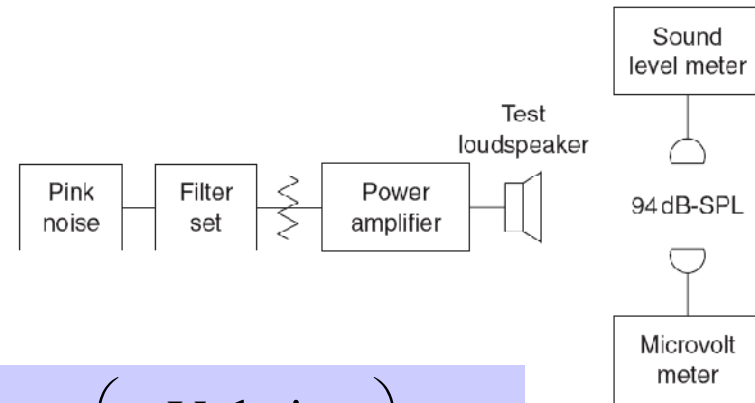 Sound
level meter
Test
loudspeaker
Pink
noise
Filter
set
Power
amplifier
94 dB-SPL
Microvolt
meter